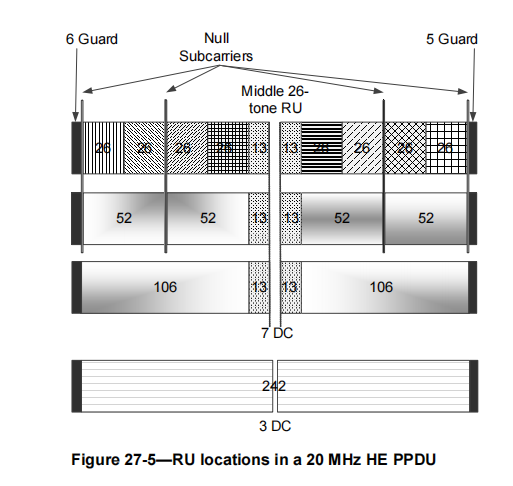 6 Guard
Null
Subcarriers
5 Guard
Middle 26-
tone RU
26 26 26 26 13 13 26 26 26 26
52 52 13 13 52 52
106 13 13 106
7 DC
242
3 DC
Figure 27-5—RU locations in a 20 MHz HE PPDU